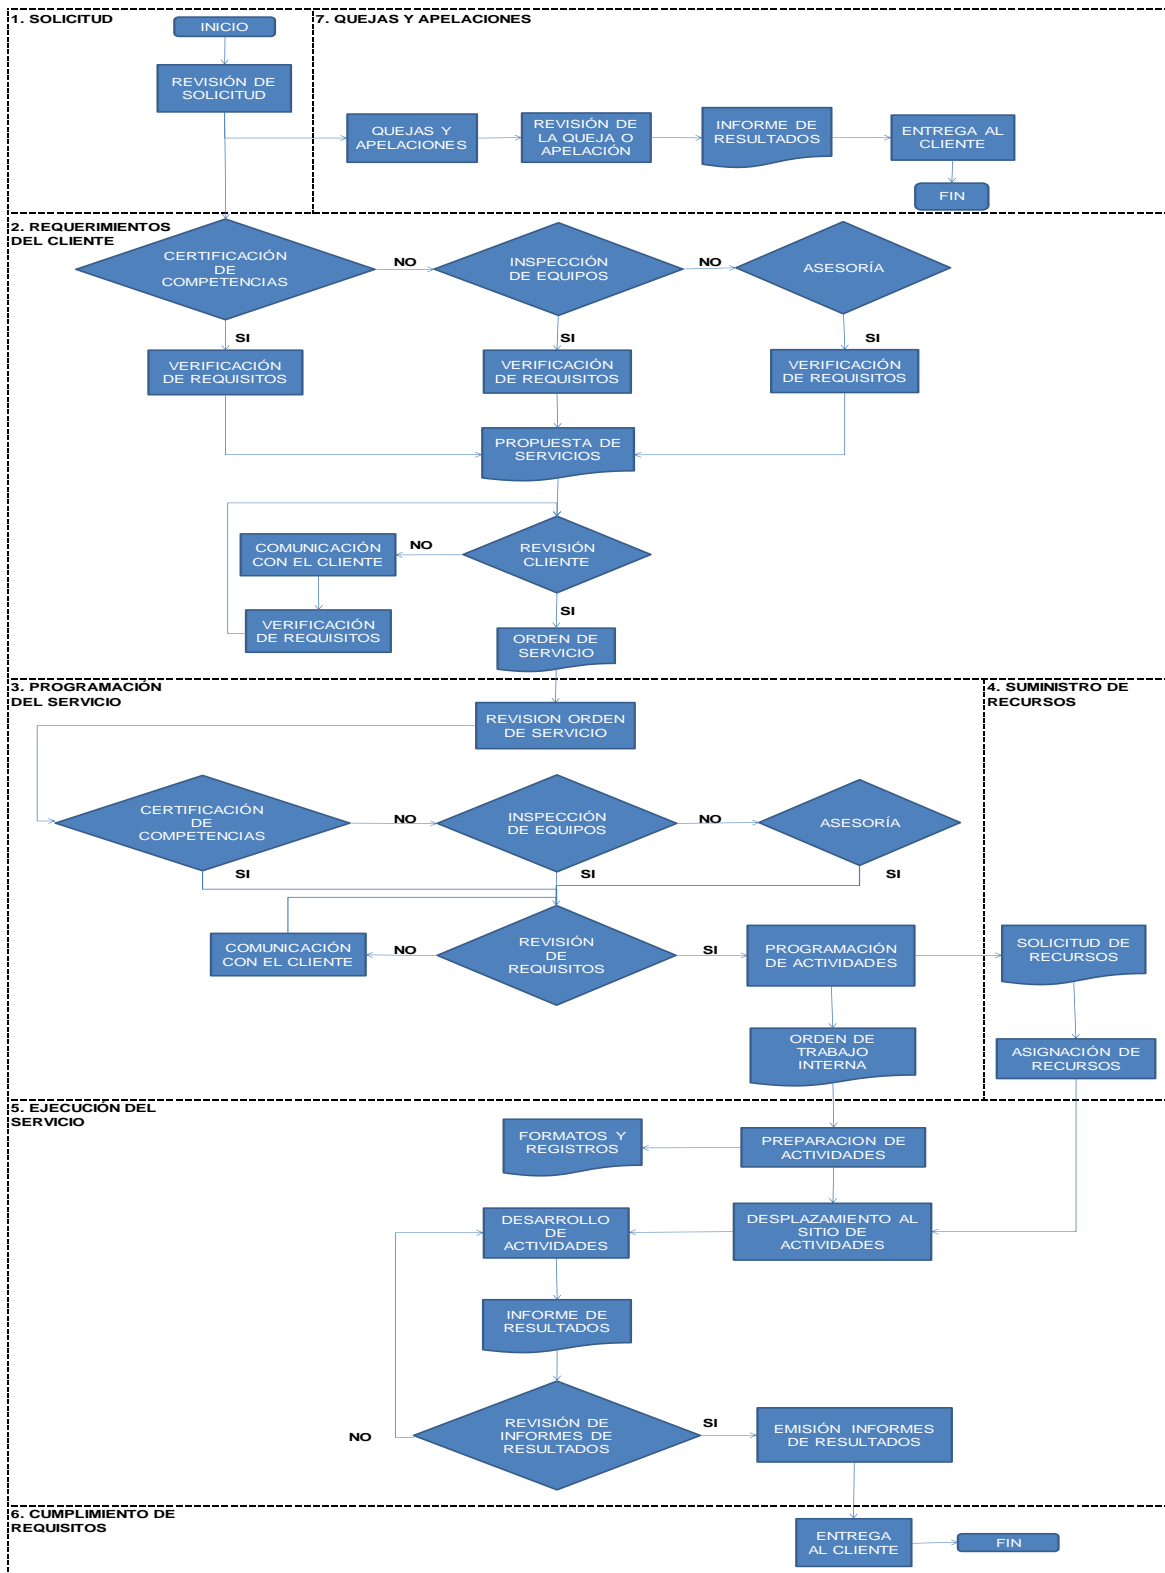 1. SOLICITUD
INICIO
REVISIÓN DE
SOLICITUD
7. QUEJAS Y APELACIONES
QUEJAS Y
APELACIONES
REVISIÓN DE
LA QUEJA O
APELACIÓN
INFORME DE
RESULTADOS
ENTREGA AL
CLIENTE
FIN
2. REQUERIMIENTOS
DEL CLIENTE
CERTIFICACIÓN
DE
COMPETENCIAS
NO
INSPECCIÓN
DE EQUIPOS
NO
ASESORÍA
SI
SI
SI
VERIFICACIÓN
DE REQUISITOS
VERIFICACIÓN
DE REQUISITOS
VERIFICACIÓN
DE REQUISITOS
PROPUESTA DE
SERVICIOS
REVISIÓN
CLIENTE
NO
COMUNICACIÓN
CON EL CLIENTE
VERIFICACIÓN
DE REQUISITOS
SI
ORDEN DE
SERVICIO
3. PROGRAMACIÓN
DEL SERVICIO
REVISION ORDEN
DE SERVICIO
CERTIFICACIÓN
DE
COMPETENCIAS
NO
INSPECCIÓN
DE EQUIPOS
NO
ASESORÍA
SI
SI
SI
COMUNICACIÓN
CON EL CLIENTE
NO
REVISIÓN
DE
REQUISITOS
SI
PROGRAMACIÓN
DE ACTIVIDADES
ORDEN DE
TRABAJO
INTERNA
4. SUMINISTRO DE
RECURSOS
SOLICITUD DE
RECURSOS
ASIGNACIÓN DE
RECURSOS
5. EJECUCIÓN DEL
SERVICIO
FORMATOS Y
REGISTROS
PREPARACION DE
ACTIVIDADES
DESARROLLO
DE
ACTIVIDADES
DESPLAZAMIENTO AL
SITIO DE
ACTIVIDADES
INFORME DE
RESULTADOS
NO
REVISIÓN DE
INFORMES DE
RESULTADOS
SI
EMISIÓN INFORMES
DE RESULTADOS
6. CUMPLIMIENTO DE
REQUISITOS
ENTREGA
AL CLIENTE
FIN